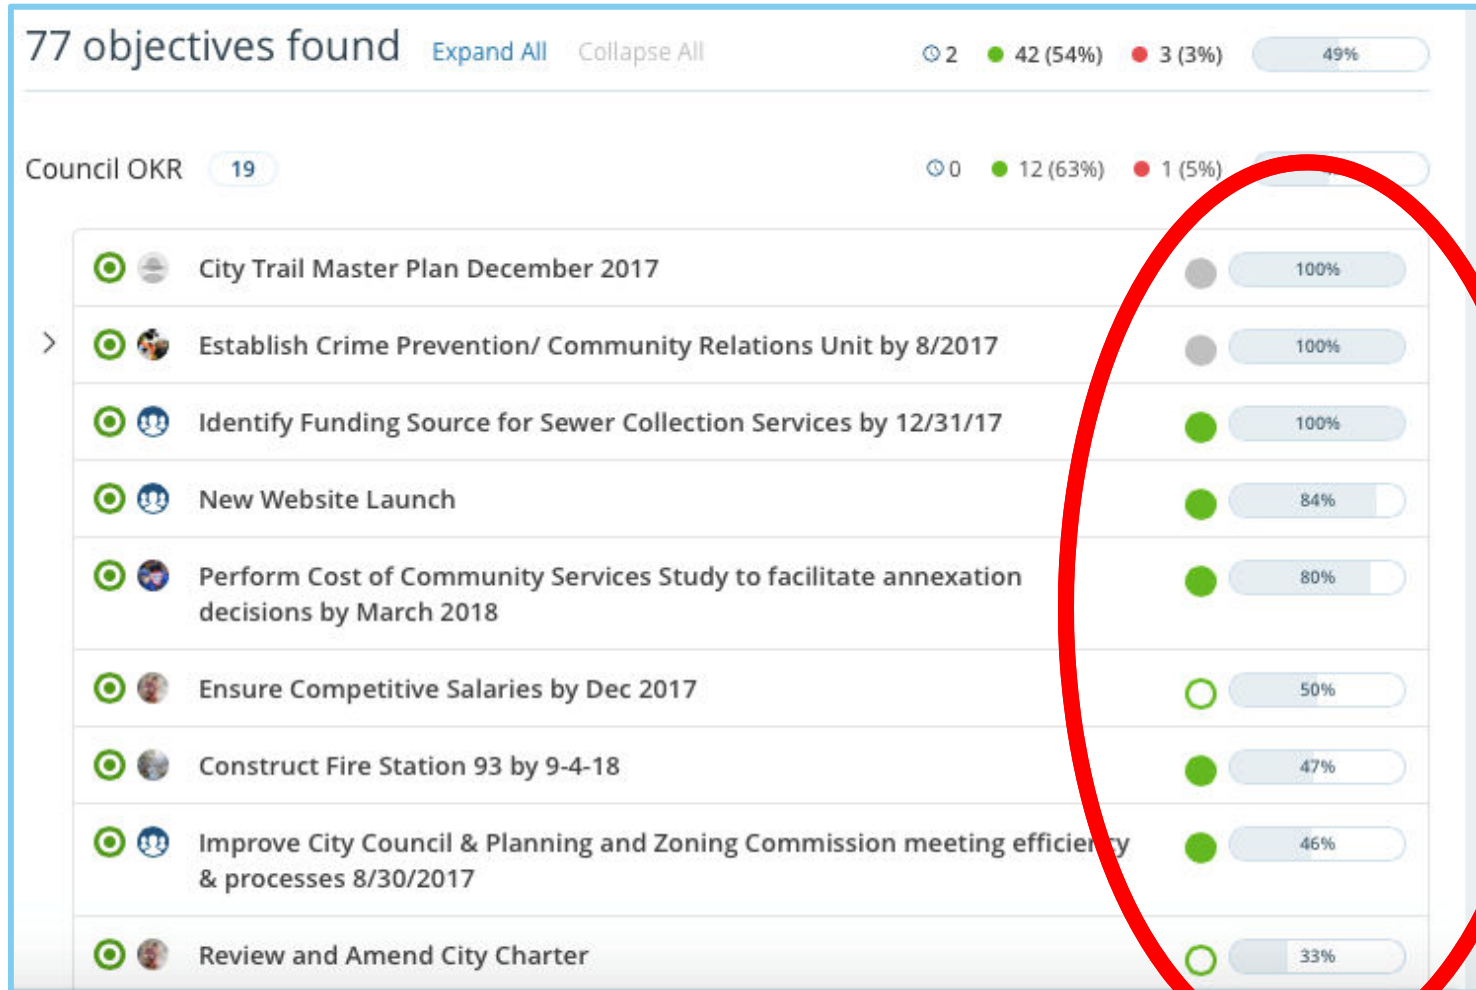 77 objectives found Expand All Collapse All 2 42 (54%) 3 (3%) 49%
Council OKR 19 0 12 (63%) 1 (5%)
City Trail Master Plan December 2017 100%
Establish Crime Prevention/ Community Relations Unit by 8/2017 100%
Identify Funding Source for Sewer Collection Services by 12/31/17 100%
New Website Launch 84%
Perform Cost of Community Services Study to facilitate annexation 80%
decisions by March 2018
Ensure Competitive Salaries by Dec 2017 50%
Construct Fire Station 93 by 9-4-18 47%
Improve City Council & Planning and Zoning Commission meeting efficiency 46%
& processes 8/30/2017
Review and Amend City Charter 33%